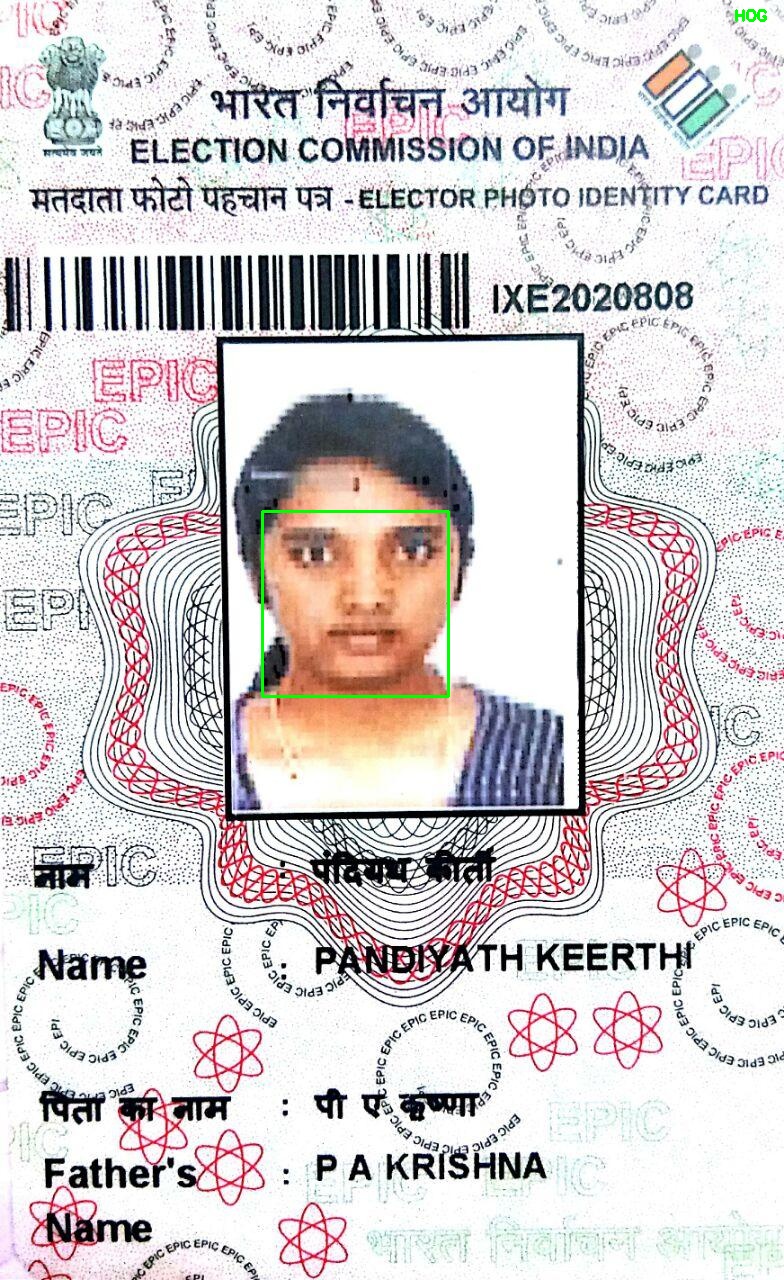 HOG
भारत निर्वाचन आयोग
सत्यमेव जयते
ELECTION COMMISSION OF INDIA
मतदाता फोटो पहचान पत्र - ELECTOR PHOTO IDENTITY CARD
IXE2020808
नाम : पंदियथ कीर्ती
Name : PANDIYATH KEERTHI
पिता का नाम : पी ए कृष्णा
Father's : P A KRISHNA
Name
भारत निर्वाचन आयोग